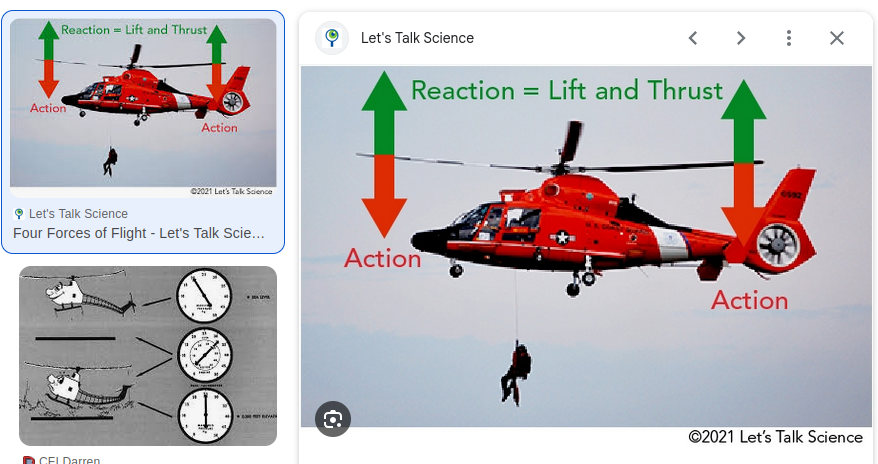 Reaction = Lift and Thrust
Action
Action
©2021 Let's Talk Science
Let's Talk Science
Four Forces of Flight - Let's Talk Scie...
CFI Darren
Let's Talk Science
Reaction = Lift and Thrust
6592
Action
Action
©2021 Let's Talk Science